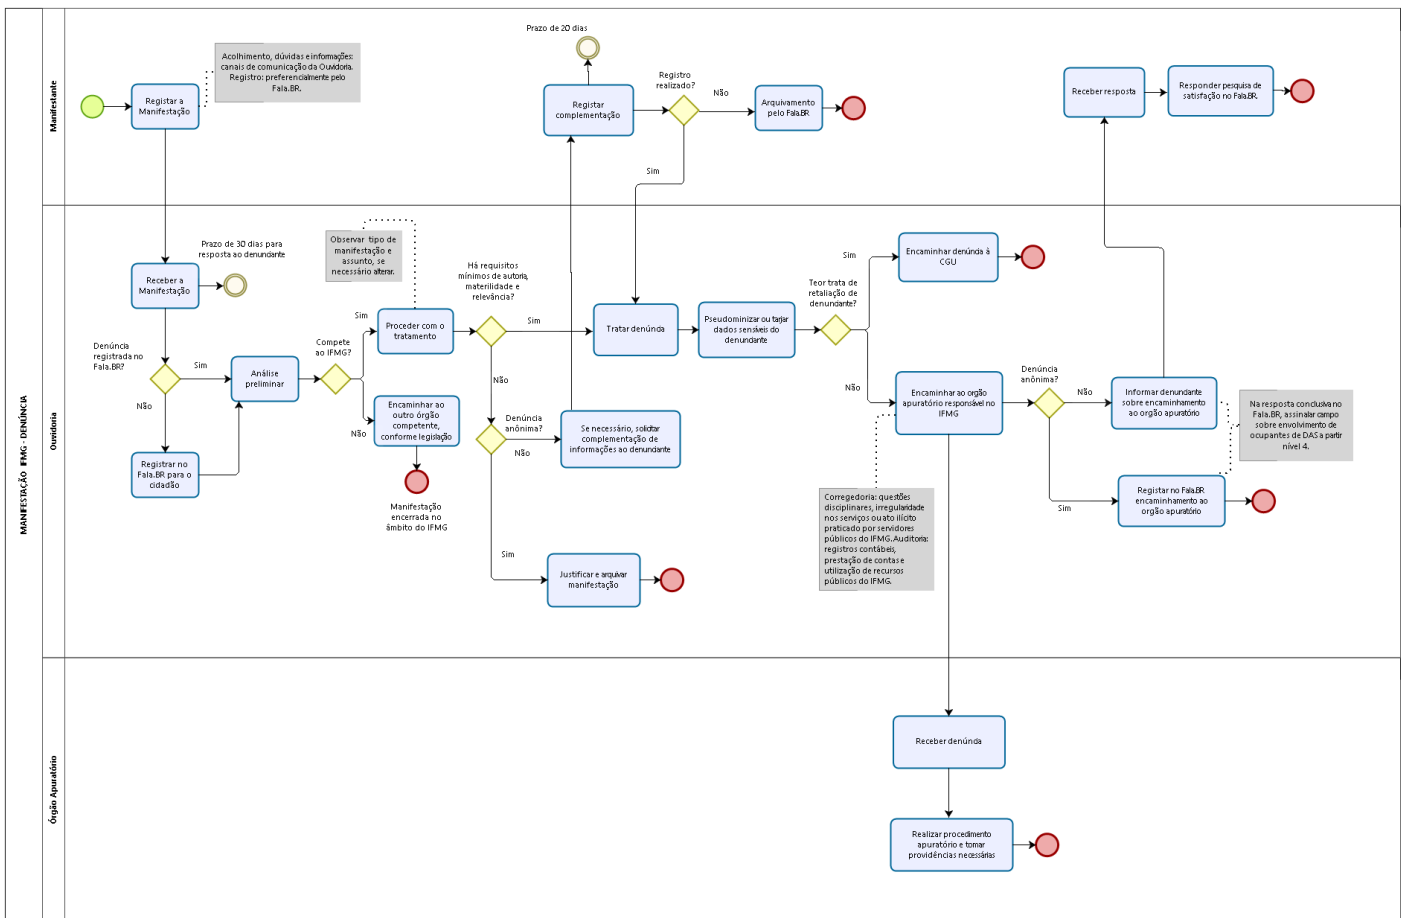 MANIFESTAÇÃO IFMG - DENÚNCIA
Manifestante
Registar a
Manifestação
Acolhimento, dúvidas e informações:
canais de comunicação da Ouvidoria.
Registro: preferencialmente pelo
Fala.BR.
Prazo de 20 dias
Registar
complementação
Registro
realizado?
Não
Sim
Arquivamento
pelo Fala.BR
Receber resposta
Responder pesquisa de
satisfação no Fala.BR.
Ouvidoria
Receber a
Manifestação
Prazo de 30 dias para
resposta ao denunciante
Denúncia
registrada no
Fala.BR?
Sim
Não
Registrar no
Fala.BR para o
cidadão
Análise
preliminar
Compete
ao IFMG?
Sim
Não
Observar tipo de
manifestação e
assunto, se
necessário alterar.
Proceder com o
tratamento
Encaminhar ao
outro órgão
competente,
conforme legislação
Manifestação
encerrada no
âmbito do IFMG
Há requisitos
mínimos de autoria,
materilidade e
relevância?
Sim
Não
Denúncia
anônima?
Não
Sim
Se necessário, solicitar
complementação de
informações ao denunciante
Justificar e arquivar
manifestação
Tratar denúnda
Pseudominizar ou tarjar
dados sensíveis do
denunciante
Teor trata de
retaliação de
denunciante?
Sim
Não
Encaminhar denúncia à
CGU
Encaminhar ao orgão
apuratório responsável no
IFMG
Corregedoria: questões
disciplinares, irregularidade
nos serviços ou ato ilícito
praticado por servidores
públicos do IFMG.Auditoria:
registros contábeis,
prestação de contas e
utilização de recursos
públicos do IFMG.
Denúncia
anônima?
Não
Sim
Informar denundante
sobre encaminhamento
ao orgão apuratório
Registar no Fala.BR
encaminhamento ao
orgão apuratório
Na resposta conclusiva no
Fala.BR, assinalar campo
sobre envolvimento de
ocupantes de DAS a partir
nível 4.
Órgão Apuratório
Receber denúnda
Realizar procedimento
apuratório e tomar
providências necessárias